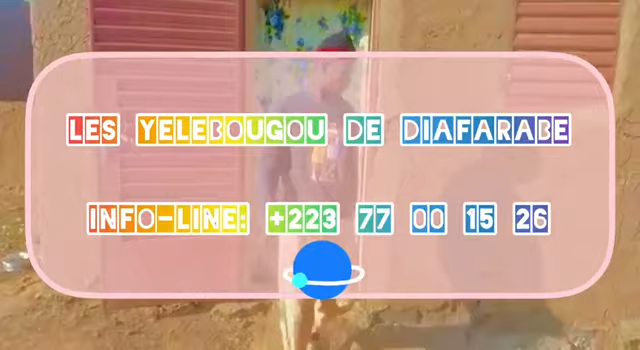 LES YELEBOUGOU DE DIAFARABE
INFO-LINE: +223 77 00 15 26